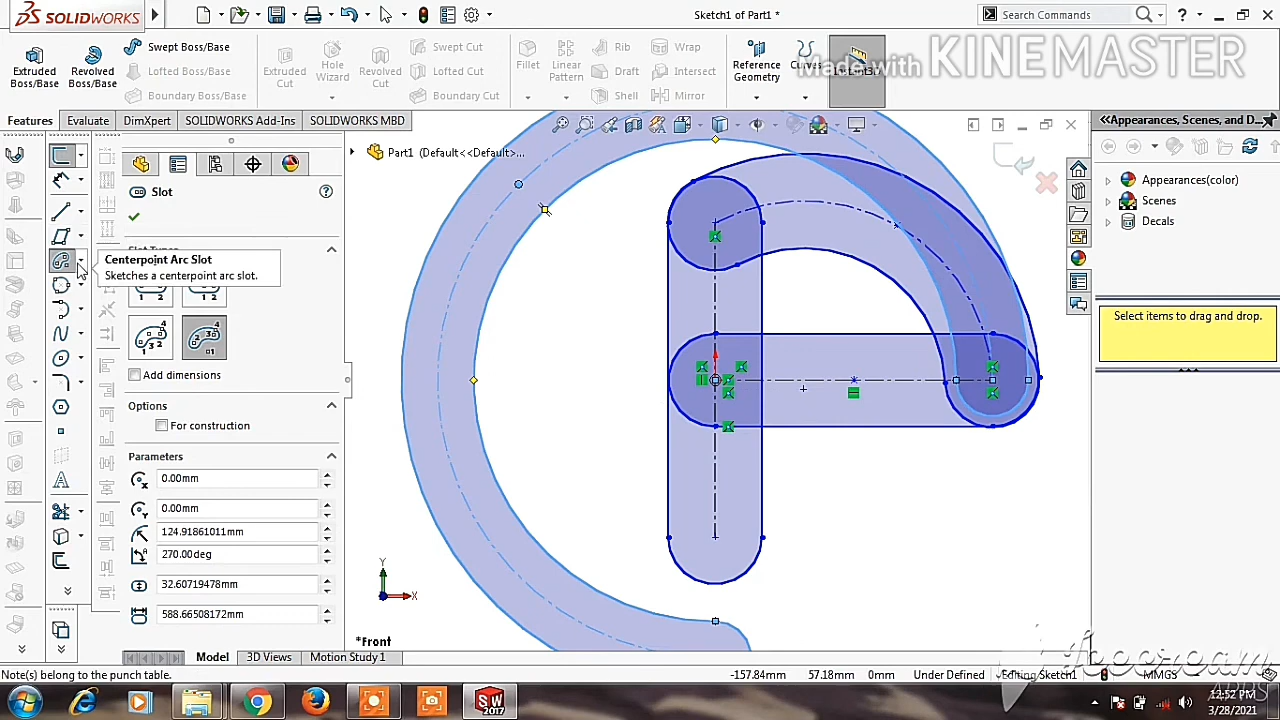 SOLIDWORKS
Sketch1 of Part1 *
Search Commands
Extruded Boss/Base
Revolved Boss/Base
Swept Boss/Base
Lofted Boss/Base
Boundary Boss/Base
Extruded Cut
Hole Wizard
Revolved Cut
Swept Cut
Lofted Cut
Boundary Cut
Fillet
Linear Pattern
Rib
Draft
Shell
Wrap
Intersect
Mirror
Reference Geometry
Curves
Made with KINEMASTER
Features
Evaluate
DimXpert
SOLIDWORKS Add-Ins
SOLIDWORKS MBD
Part1 (Default<<Default>...
Slot
Centerpoint Arc Slot
Sketches a centerpoint arc slot.
Add dimensions
Options
For construction
Parameters
0.00mm
0.00mm
124.91861011mm
270.00deg
32.60719478mm
588.66508172mm
Y
X
*Front
Model
3D Views
Motion Study 1
Appearances, Scenes, and D...
Appearances(color)
Scenes
Decals
Select items to drag and drop.
Note(s) belong to the punch table.
-157.84mm
57.18mm
0mm
Under Defined
Editing Sketch1
MMGS
SW
2017
12:52 PM
3/28/2021